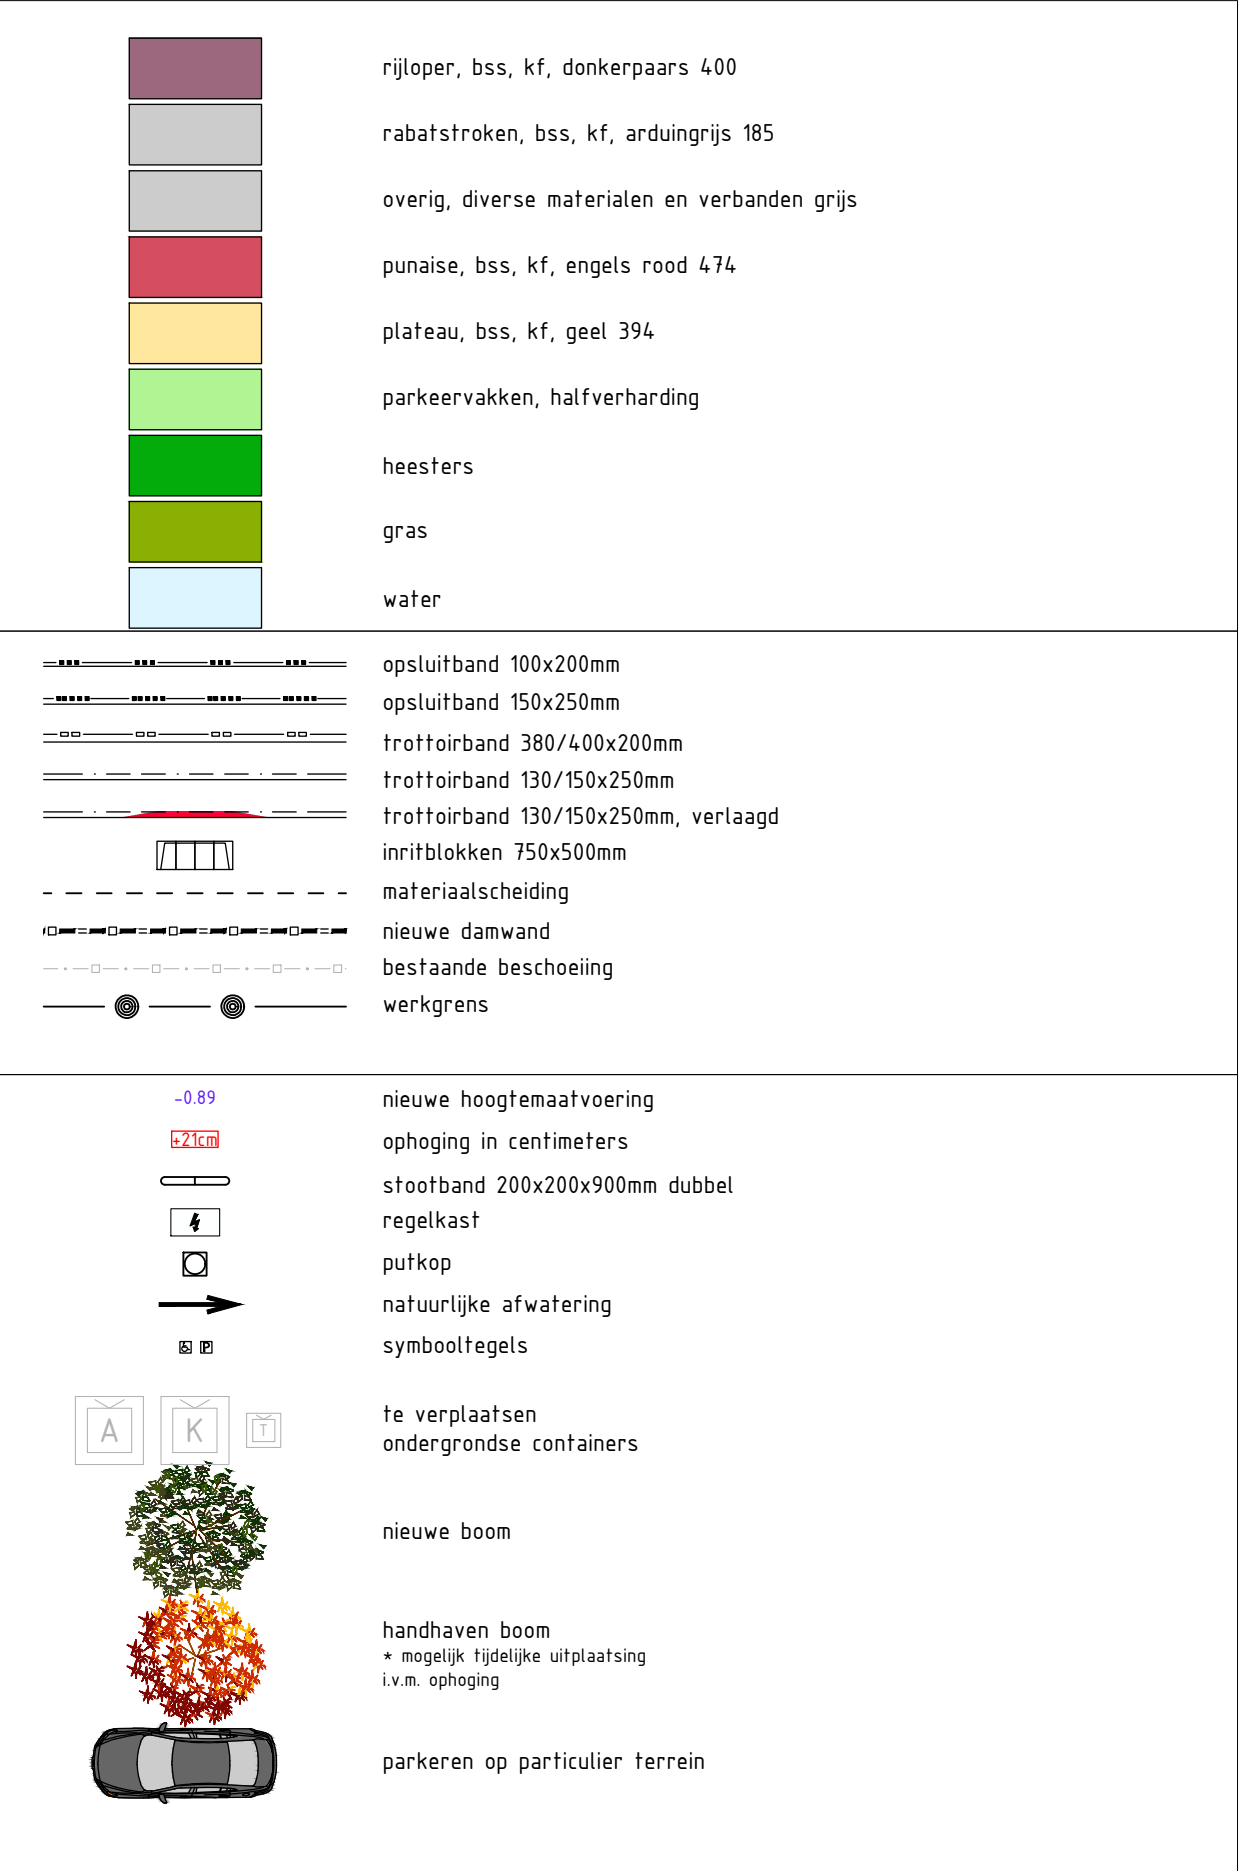 rijloper, bss, kf, donkerpaars 400
rabatstroken, bss, kf, arduingrijs 185
overig, diverse materialen en verbanden grijs
punaise, bss, kf, engels rood 474
plateau, bss, kf, geel 394
parkeervakken, halfverharding
heesters
gras
water
opsluitband 100x200mm
opsluitband 150x250mm
trottoirband 380/400x200mm
trottoirband 130/150x250mm
trottoirband 130/150x250mm, verlaagd
inritblokken 750x500mm
materiaalscheiding
nieuwe damwand
bestaande beschoeiing
werkgrens
-0.89 nieuwe hoogtemaatvoering
+21cm ophoging in centimeters
stootband 200x200x900mm dubbel
regelkast
putkop
natuurlijke afwatering
P symbooltegels
A K T te verplaatsen
ondergrondse containers
nieuwe boom
handhaven boom
* mogelijk tijdelijke uitplaatsing
i.v.m. ophoging
parkeren op particulier terrein